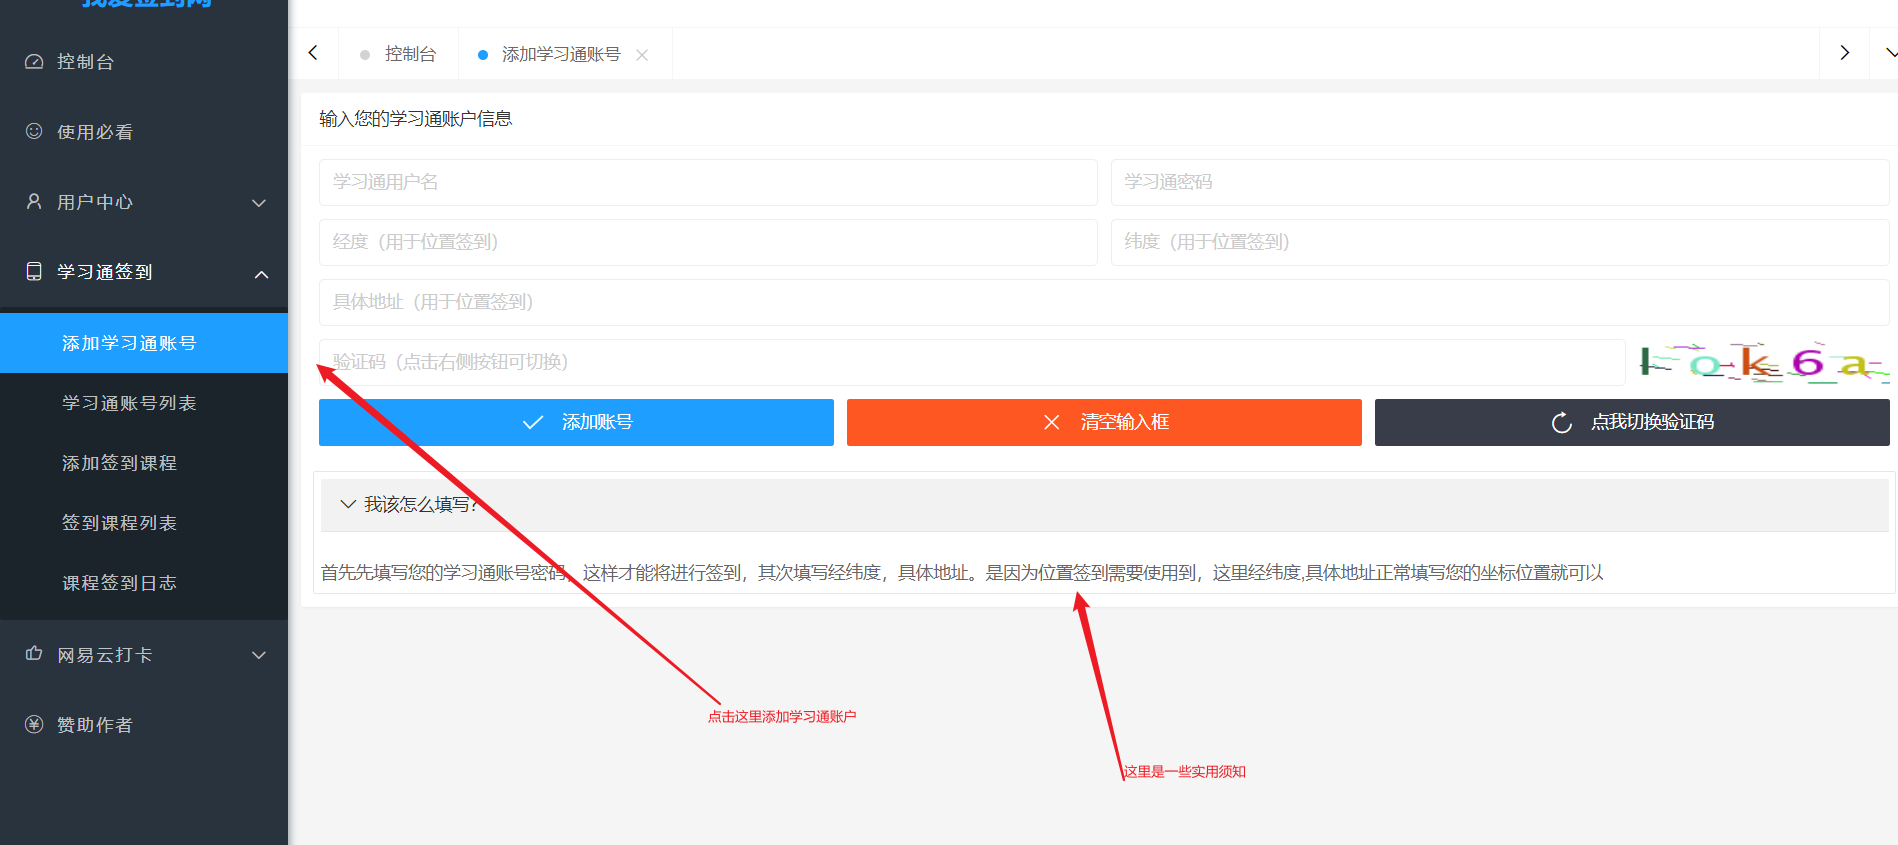 我爱签到网
控制台
使用必看
用户中心
学习通签到
添加学习通账号
学习通账号列表
添加签到课程
签到课程列表
课程签到日志
网易云打卡
赞助作者
控制台
添加学习通账号
输入您的学习通账户信息
学习通用户名
学习通密码
经度（用于位置签到）
纬度（用于位置签到）
具体地址（用于位置签到）
验证码（点击右侧按钮可切换）
lok6a
添加账号
清空输入框
点我切换验证码
我该怎么填写?
首先先填写您的学习通账号密码，这样才能将进行签到，其次填写经纬度，具体地址。是因为位置签到需要使用到，这里经纬度,具体地址正常填写您的坐标位置就可以
点击这里添加学习通账户
这里是一些实用须知